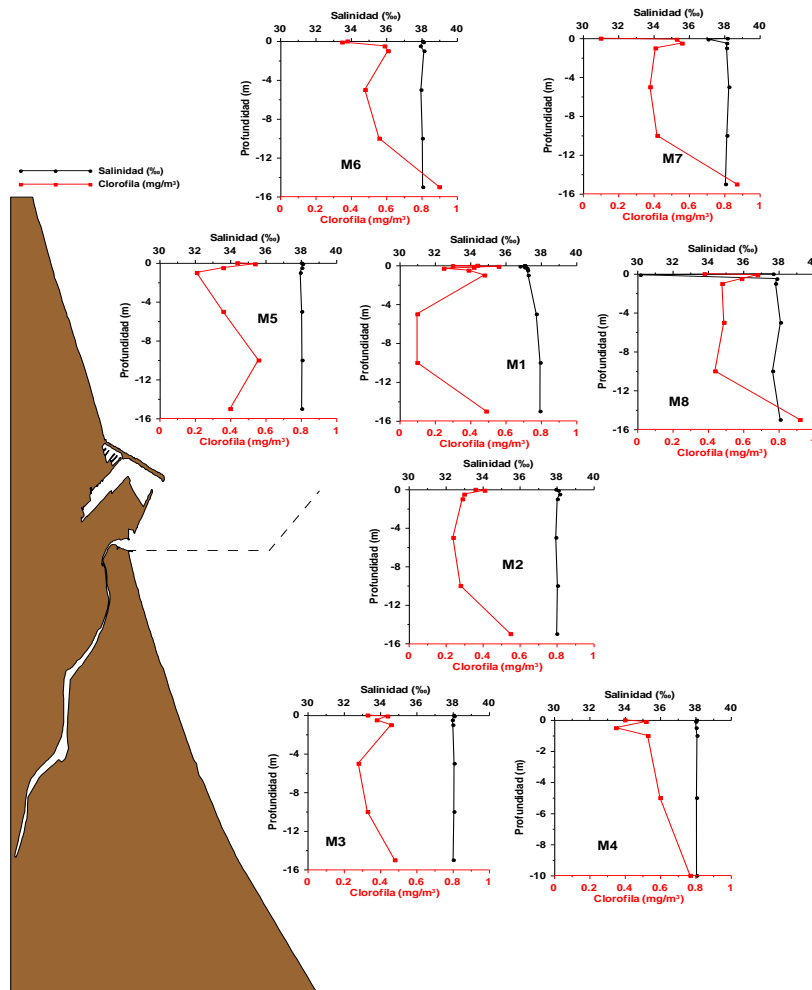 Salinidad (‰)
30 32 34 36 38 40
0
-4
-8
-12
-16
Profundidad (m)
M6
0 0.2 0.4 0.6 0.8 1
Clorofila (mg/m³)
Salinidad (‰)
30 32 34 36 38 40
0
-4
-8
-12
-16
Profundidad (m)
M7
0 0.2 0.4 0.6 0.8 1
Clorofila (mg/m³)
Salinidad (‰)
Clorofila (mg/m³)
Salinidad (‰)
30 32 34 36 38 40
0
-4
-8
-12
-16
Profundidad (m)
M5
0 0.2 0.4 0.6 0.8 1
Clorofila (mg/m³)
Salinidad (‰)
30 32 34 36 38 40
0
-4
-8
-12
-16
Profundidad (m)
M1
0 0.2 0.4 0.6 0.8 1
Clorofila (mg/m³)
Salinidad (‰)
30 32 34 36 38 40
0
-4
-8
-12
-16
Profundidad (m)
M8
0 0.2 0.4 0.6 0.8 1
Clorofila (mg/m³)
Salinidad (‰)
30 32 34 36 38 40
0
-4
-8
-12
-16
Profundidad (m)
M2
0 0.2 0.4 0.6 0.8 1
Clorofila (mg/m³)
Salinidad (‰)
30 32 34 36 38 40
0
-4
-8
-12
-16
Profundidad (m)
M3
0 0.2 0.4 0.6 0.8 1
Clorofila (mg/m³)
Salinidad (‰)
30 32 34 36 38 40
0
-2
-4
-6
-8
-10
Profundidad (m)
M4
0 0.2 0.4 0.6 0.8 1
Clorofila (mg/m³)